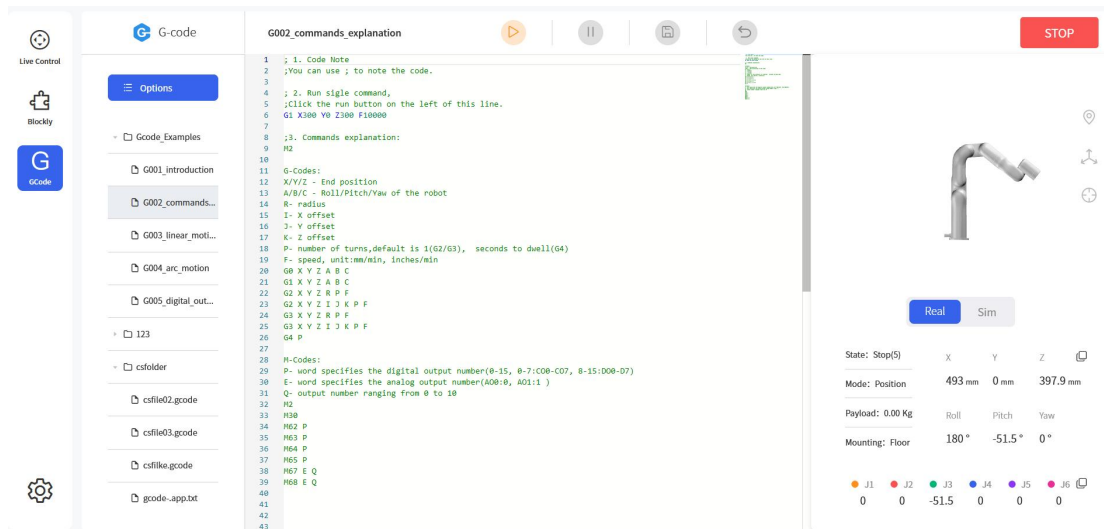 Live Control
Blockly
G
GCode
G G-code
Options
Gcode_Examples
G001_introduction
G002_commands...
G003_linear_moti...
G004_arc_motion
G005_digital_out...
123
csfolder
csfile02.gcode
csfile03.gcode
csfilke.gcode
gcode-.app.txt
G002_commands_explanation
STOP
1 ; 1. Code Note
2 ;You can use ; to note the code.
3
4 ; 2. Run sigle command,
5 ;Click the run button on the left of this line.
6 G1 X300 Y0 Z300 F10000
7
8 ;3. Commands explanation:
9 M2
10
11 G-Codes:
12 X/Y/Z - End position
13 A/B/C - Roll/Pitch/Yaw of the robot
14 R- radius
15 I- X offset
16 J- Y offset
17 K- Z offset
18 P- number of turns,default is 1(G2/G3), seconds to dwell(G4)
19 F- speed, unit:mm/min, inches/min
20 G0 X Y Z A B C
21 G1 X Y Z A B C
22 G2 X Y Z R P F
23 G2 X Y Z I J K P F
24 G3 X Y Z R P F
25 G3 X Y Z I J K P F
26 G4 P
27
28 M-Codes:
29 P- word specifies the digital output number(0-15, 0-7:CO0-CO7, 8-15:DO0-D7)
30 E- word specifies the analog output number(AO0:0, AO1:1 )
31 Q- output number ranging from 0 to 10
32 M2
33 M30
34 M62 P
35 M63 P
36 M64 P
37 M65 P
38 M67 E Q
39 M68 E Q
40
41
42
43
Real Sim
State: Stop(5)
Mode: Position
Payload: 0.00 Kg
Mounting: Floor
X Y Z
493 mm 0 mm 397.9 mm
Roll Pitch Yaw
180 ° -51.5 ° 0 °
J1 J2 J3 J4 J5 J6
0 0 -51.5 0 0 0